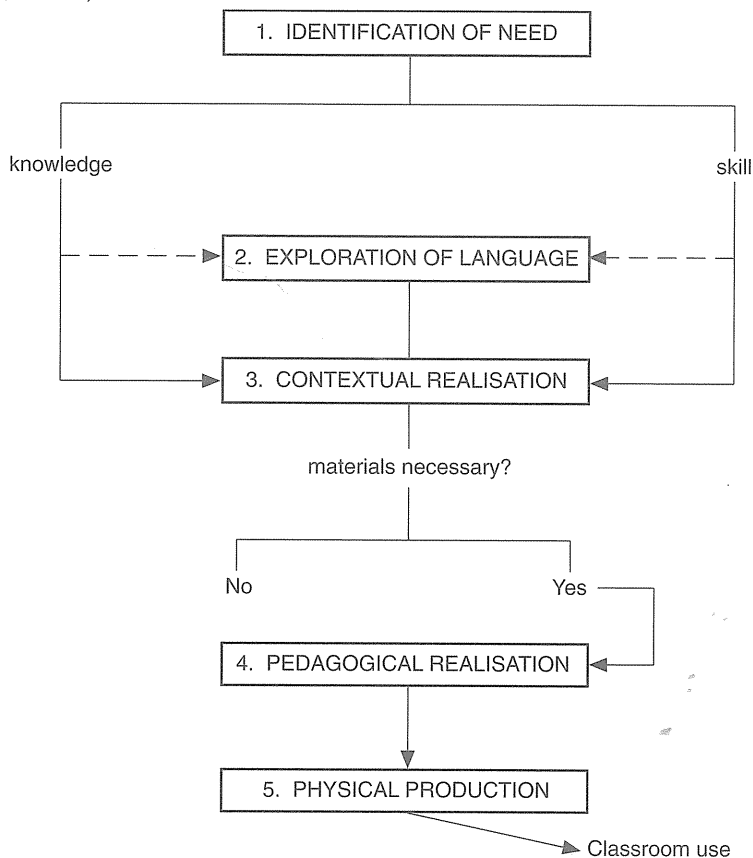 1. IDENTIFICATION OF NEED
knowledge
skill
2. EXPLORATION OF LANGUAGE
3. CONTEXTUAL REALISATION
materials necessary?
No
Yes
4. PEDAGOGICAL REALISATION
5. PHYSICAL PRODUCTION
Classroom use